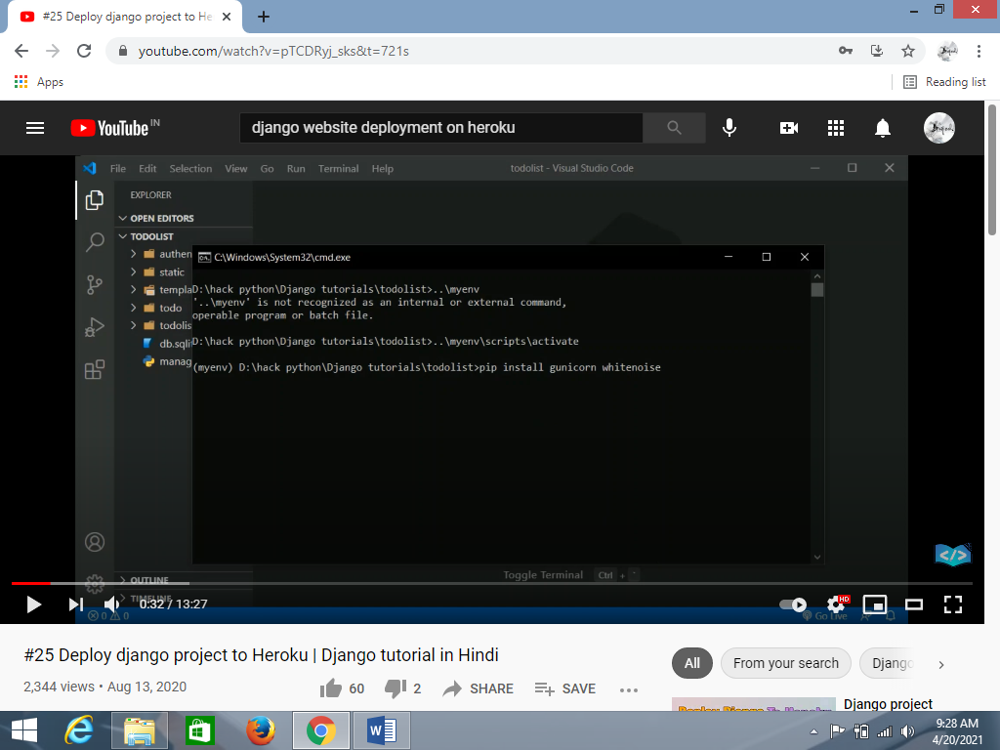 #25 Deploy django project to He
youtube.com/watch?v=pTCDRyj_sks&t=721s
Apps
Reading list
YouTube IN
django website deployment on heroku
File Edit Selection View Go Run Terminal Help
todolist - Visual Studio Code
EXPLORER
OPEN EDITORS
TODOLIST
authen
static
templa
todo
todolis
db.sqli
manag
C:\Windows\System32\cmd.exe
D:\hack python\Django tutorials\todolist>..\myenv
'..\myenv' is not recognized as an internal or external command,
operable program or batch file.
D:\hack python\Django tutorials\todolist>..\myenv\scripts\activate
(myenv) D:\hack python\Django tutorials\todolist>pip install gunicorn whitenoise
Toggle Terminal Ctrl + `
OUTLINE
TIMELINE
</>
0:32 / 13:27
HD
0 0
Go Live
#25 Deploy django project to Heroku | Django tutorial in Hindi
2,344 views • Aug 13, 2020
60 2 SHARE SAVE
All From your search Django
Deploy Django To Heroku
Django project
9:28 AM
4/20/2021